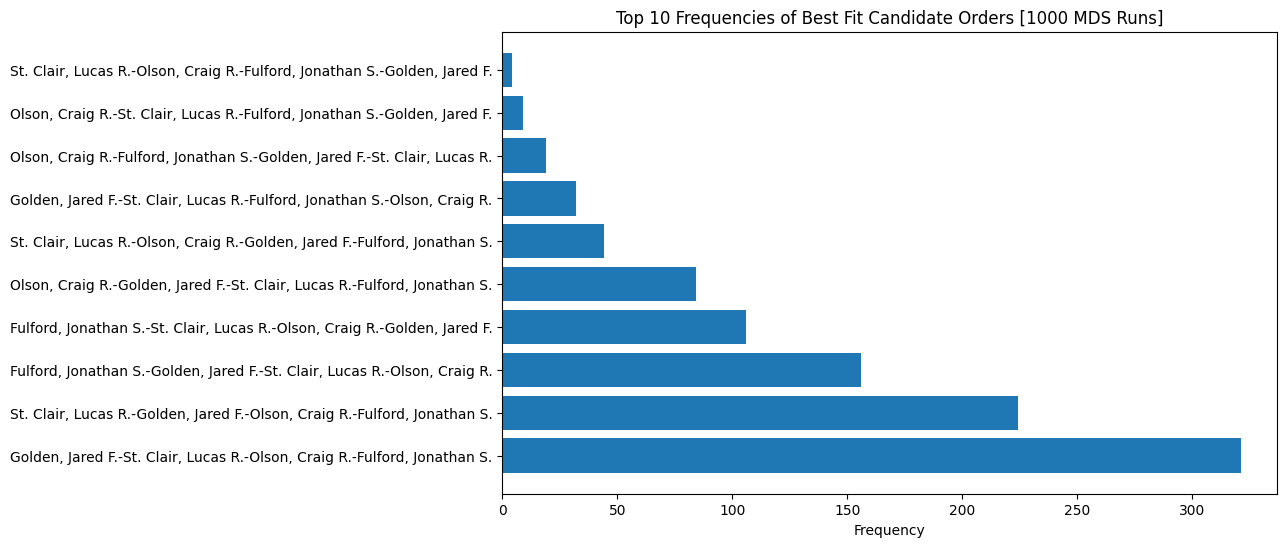 Top 10 Frequencies of Best Fit Candidate Orders [1000 MDS Runs]
St. Clair, Lucas R.-Olson, Craig R.-Fulford, Jonathan S.-Golden, Jared F.
Olson, Craig R.-St. Clair, Lucas R.-Fulford, Jonathan S.-Golden, Jared F.
Olson, Craig R.-Fulford, Jonathan S.-Golden, Jared F.-St. Clair, Lucas R.
Golden, Jared F.-St. Clair, Lucas R.-Fulford, Jonathan S.-Olson, Craig R.
St. Clair, Lucas R.-Olson, Craig R.-Golden, Jared F.-Fulford, Jonathan S.
Olson, Craig R.-Golden, Jared F.-St. Clair, Lucas R.-Fulford, Jonathan S.
Fulford, Jonathan S.-St. Clair, Lucas R.-Olson, Craig R.-Golden, Jared F.
Fulford, Jonathan S.-Golden, Jared F.-St. Clair, Lucas R.-Olson, Craig R.
St. Clair, Lucas R.-Golden, Jared F.-Olson, Craig R.-Fulford, Jonathan S.
Golden, Jared F.-St. Clair, Lucas R.-Olson, Craig R.-Fulford, Jonathan S.
0 50 100 150 200 250 300
Frequency